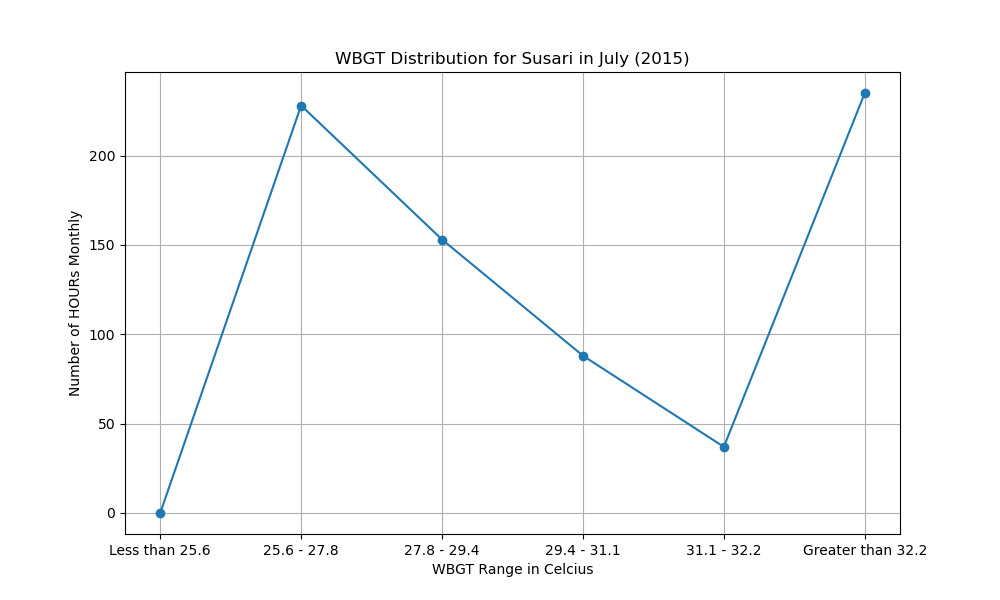 WBGT Distribution for Susari in July (2015)
Number of HOURs Monthly
200
150
100
50
0
Less than 25.6 25.6 - 27.8 27.8 - 29.4 29.4 - 31.1 31.1 - 32.2 Greater than 32.2
WBGT Range in Celcius